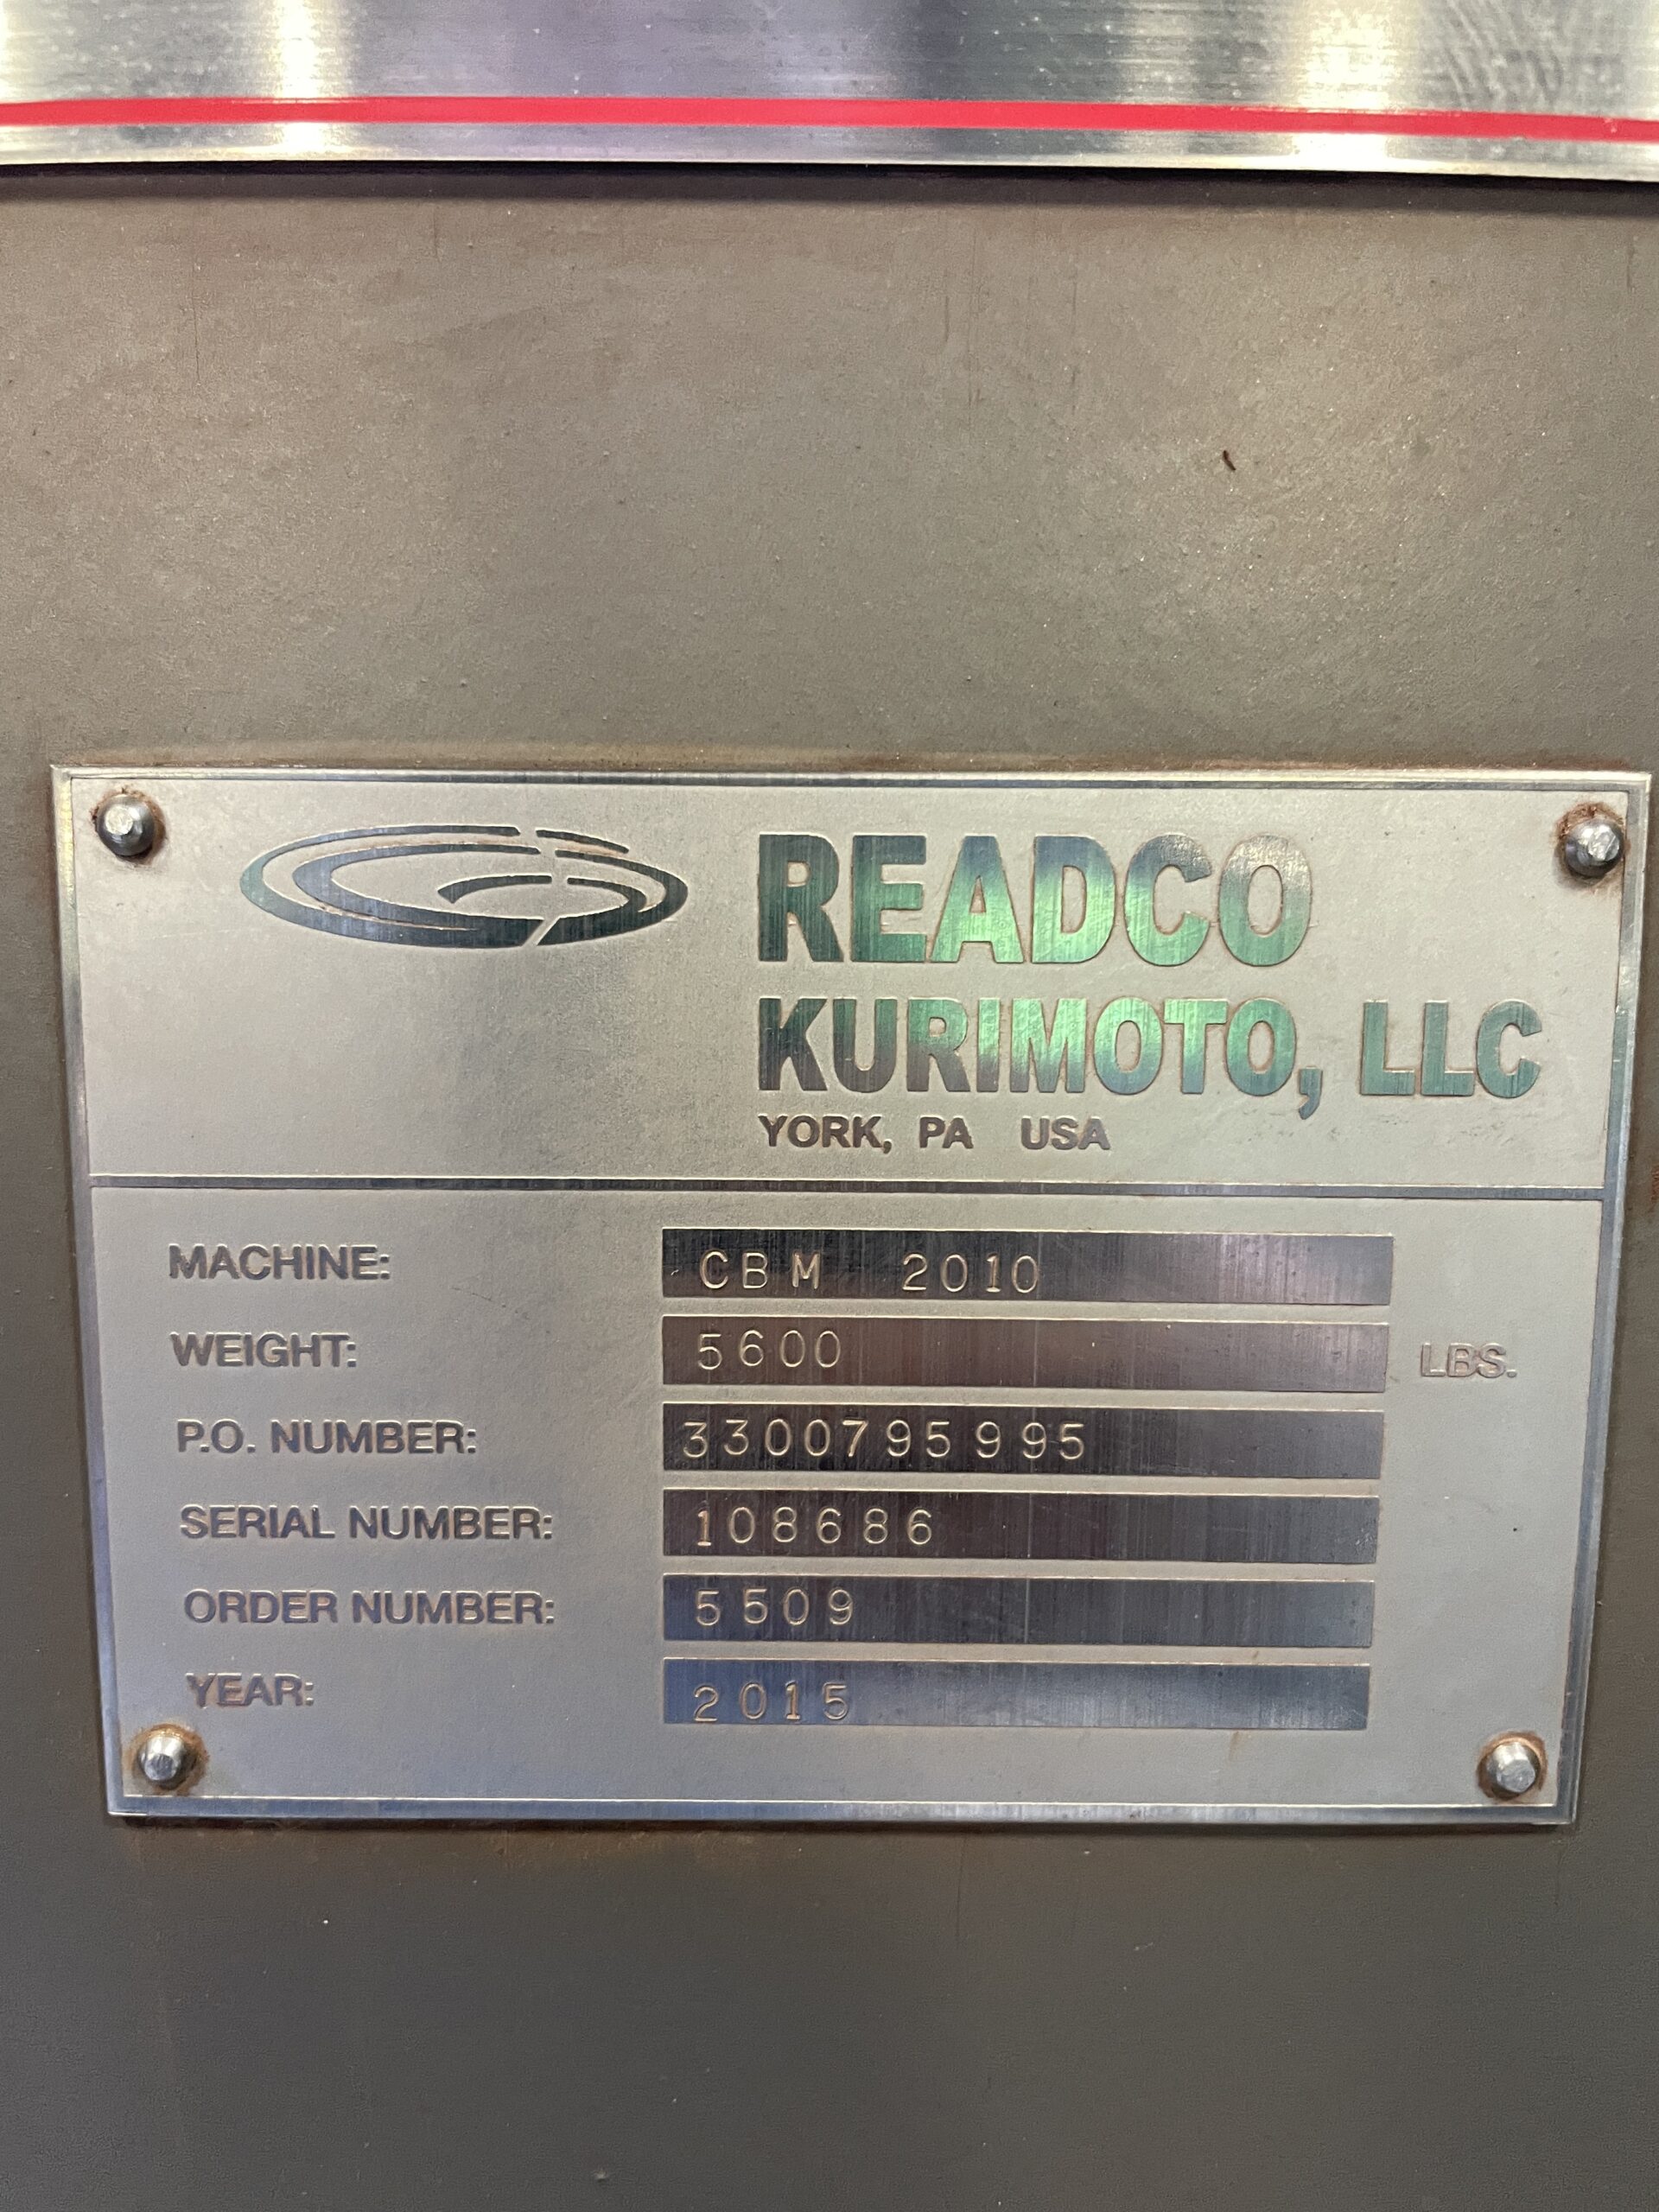 READCO
KURIMOTO, LLC
YORK, PA USA
MACHINE: CBM 2010
WEIGHT: 5600 LBS.
P.O. NUMBER: 3300795995
SERIAL NUMBER: 108686
ORDER NUMBER: 5509
YEAR: 2015